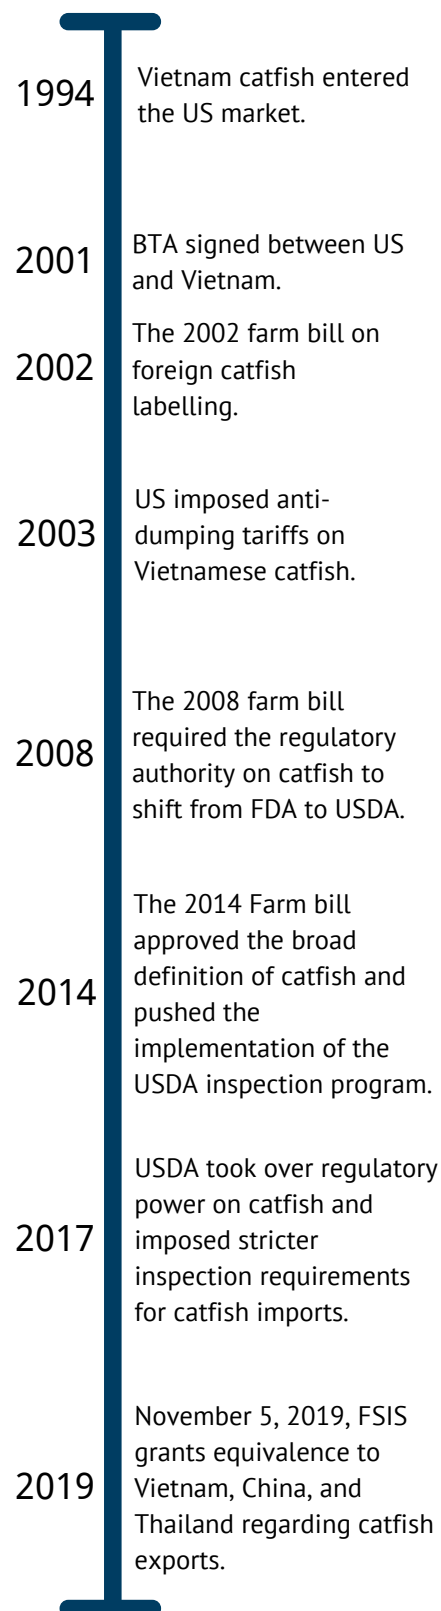 1994
Vietnam catfish entered
the US market.
2001
BTA signed between US
and Vietnam.
2002
The 2002 farm bill on
foreign catfish
labelling.
2003
US imposed anti-
dumping tariffs on
Vietnamese catfish.
2008
The 2008 farm bill
required the regulatory
authority on catfish to
shift from FDA to USDA.
2014
The 2014 Farm bill
approved the broad
definition of catfish and
pushed the
implementation of the
USDA inspection program.
2017
USDA took over regulatory
power on catfish and
imposed stricter
inspection requirements
for catfish imports.
2019
November 5, 2019, FSIS
grants equivalence to
Vietnam, China, and
Thailand regarding catfish
exports.